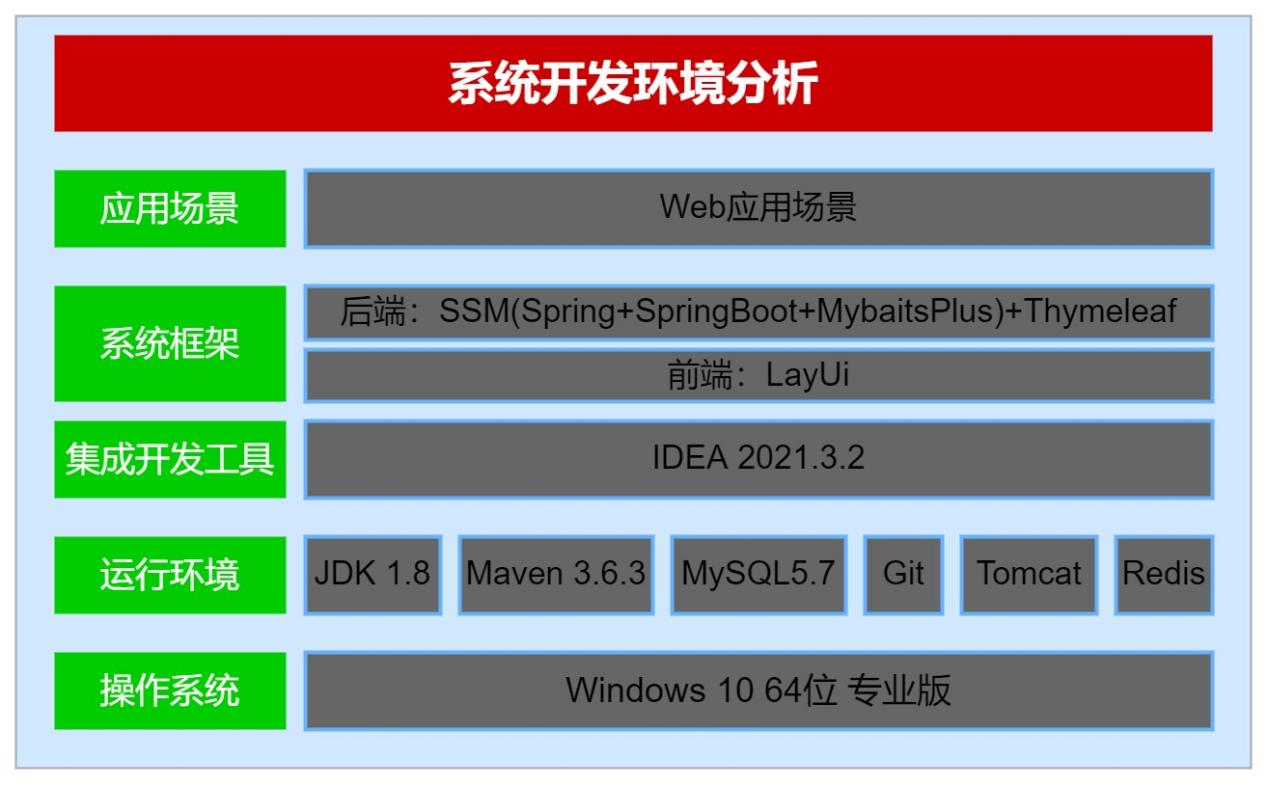 系统开发环境分析
应用场景
Web应用场景
系统框架
后端：SSM(Spring+SpringBoot+MybaitsPlus)+Thymeleaf
前端：LayUi
集成开发工具
IDEA 2021.3.2
运行环境
JDK 1.8
Maven 3.6.3
MySQL5.7
Git
Tomcat
Redis
操作系统
Windows 10 64位 专业版